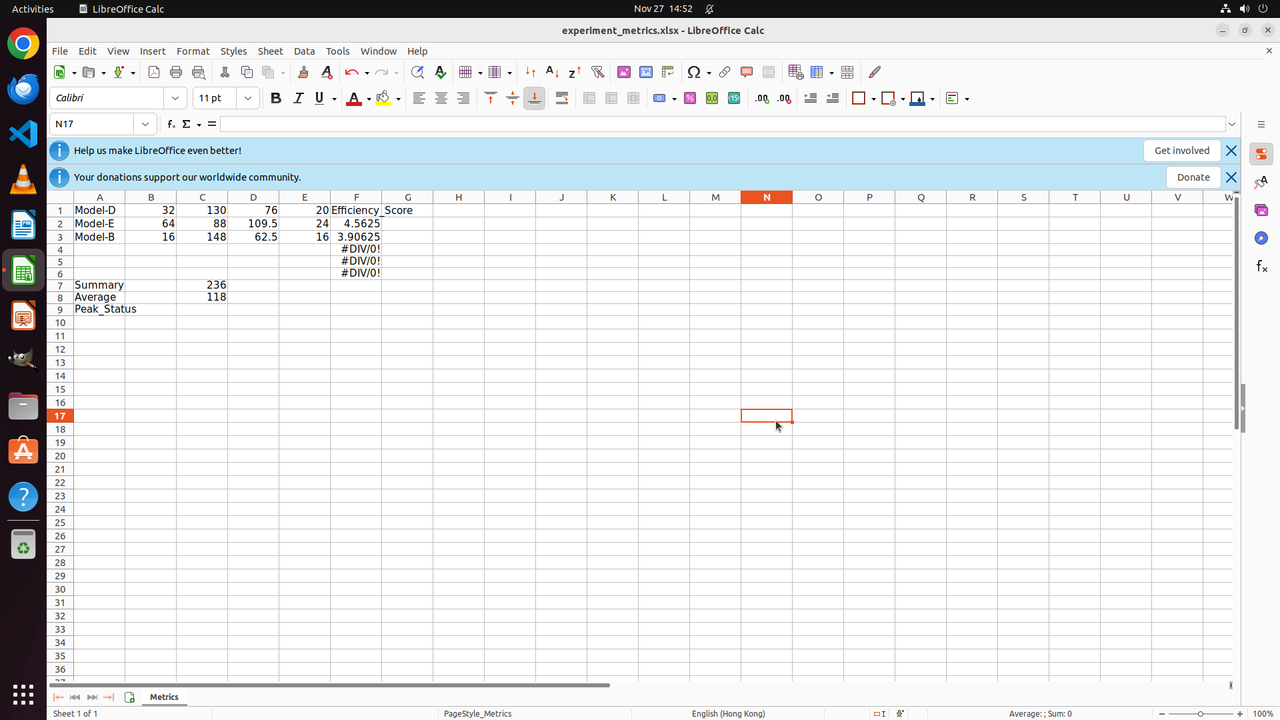 Activities LibreOffice Calc Nov 27 14:52
experiment_metrics.xlsx - LibreOffice Calc
File Edit View Insert Format Styles Sheet Data Tools Window Help
Calibri 11 pt
N17
Help us make LibreOffice even better! Get involved
Your donations support our worldwide community. Donate
A B C D E F G H I J K L M N O P Q R S T U V W
1 Model-D 32 130 76 20 Efficiency_Score
2 Model-E 64 88 109.5 24 4.5625
3 Model-B 16 148 62.5 16 3.90625
4 #DIV/0!
5 #DIV/0!
6 #DIV/0!
7 Summary 236
8 Average 118
9 Peak_Status
10
11
12
13
14
15
16
17
18
19
20
21
22
23
24
25
26
27
28
29
30
31
32
33
34
35
36
Metrics
Sheet 1 of 1 PageStyle_Metrics English (Hong Kong) Average: ; Sum: 0 100%